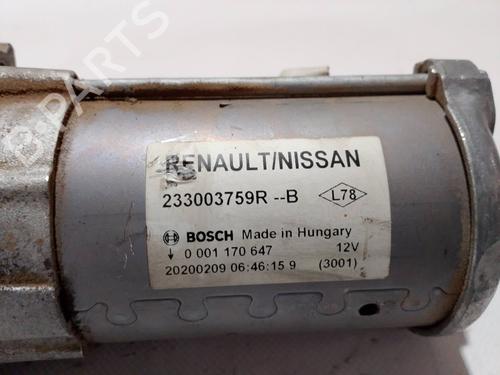 B-PARTS
RENAULT/NISSAN
233003759R --B L78
BOSCH Made in Hungary
0 001 170 647 12V
20200209 06:46:15 9 (3001)